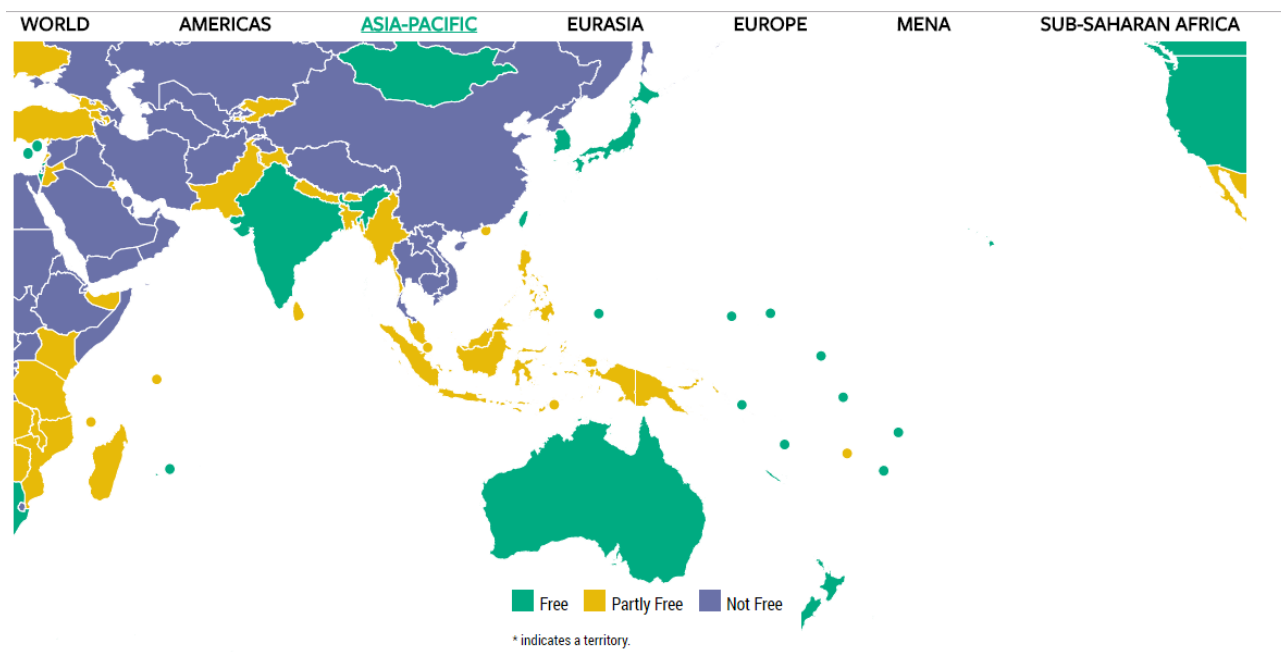 WORLD AMERICAS ASIA-PACIFIC EURASIA EUROPE MENA SUB-SAHARAN AFRICA
Free Partly Free Not Free
* indicates a territory.